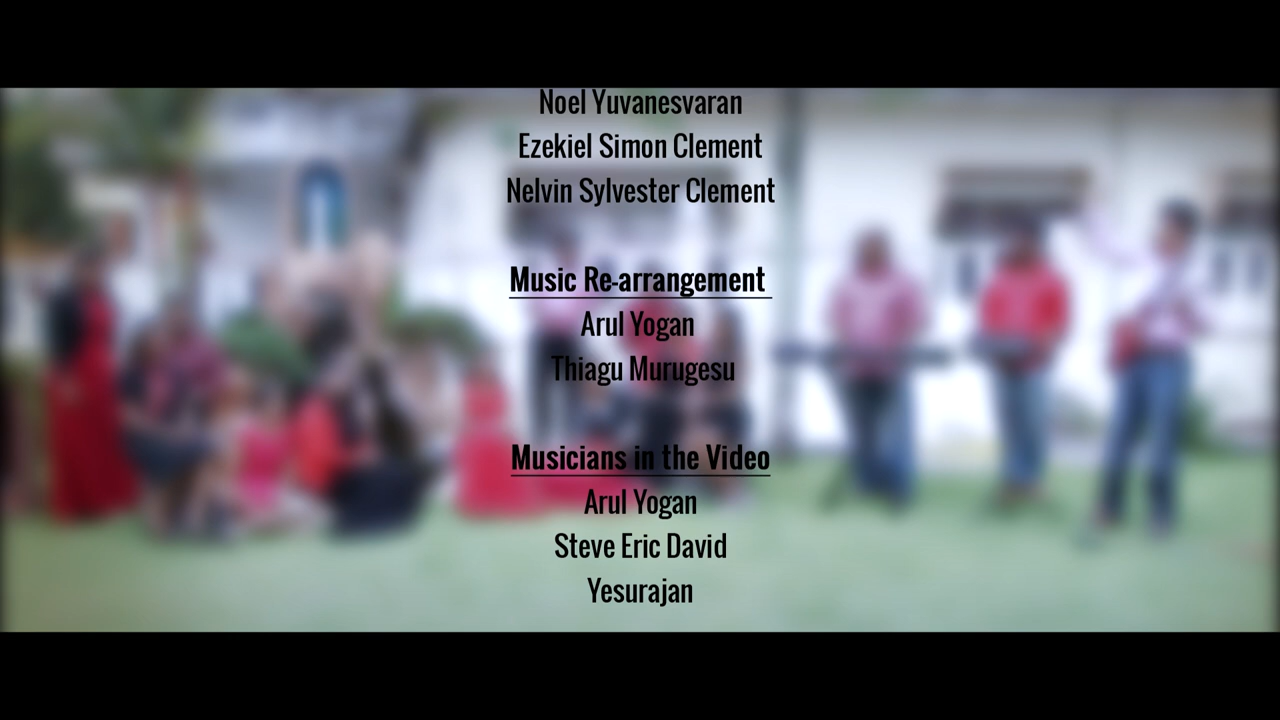 Noel Yuvanesvaran
Ezekiel Simon Clement
Nelvin Sylvester Clement
Music Re-arrangement
Arul Yogan
Thiagu Murugesu
Musicians in the Video
Arul Yogan
Steve Eric David
Yesurajan